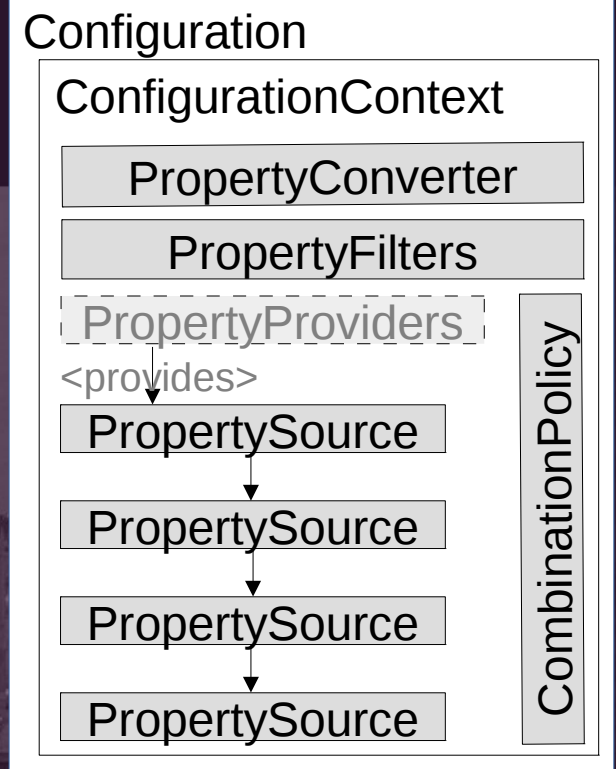 Configuration
ConfigurationContext
PropertyConverter
PropertyFilters
PropertyProviders
<provides>
PropertySource
PropertySource
PropertySource
PropertySource
CombinationPolicy